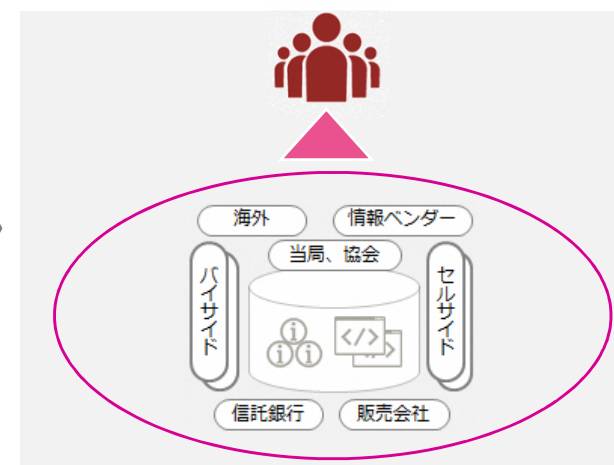 海外
情報ベンダー
当局、協会
バイサイド
セルサイド
信託銀行
販売会社